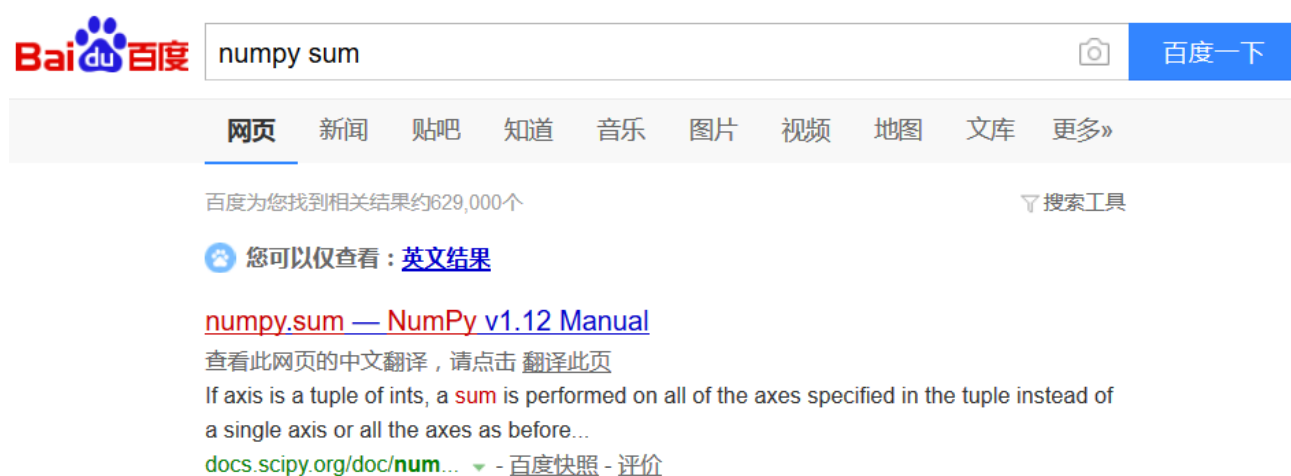 Bai du 百度 numpy sum 百度一下
网页 新闻 贴吧 知道 音乐 图片 视频 地图 文库 更多»
百度为您找到相关结果约629,000个 搜索工具
您可以仅查看：英文结果
numpy.sum — NumPy v1.12 Manual
查看此网页的中文翻译，请点击 翻译此页
If axis is a tuple of ints, a sum is performed on all of the axes specified in the tuple instead of
a single axis or all the axes as before...
docs.scipy.org/doc/num... - 百度快照 - 评价